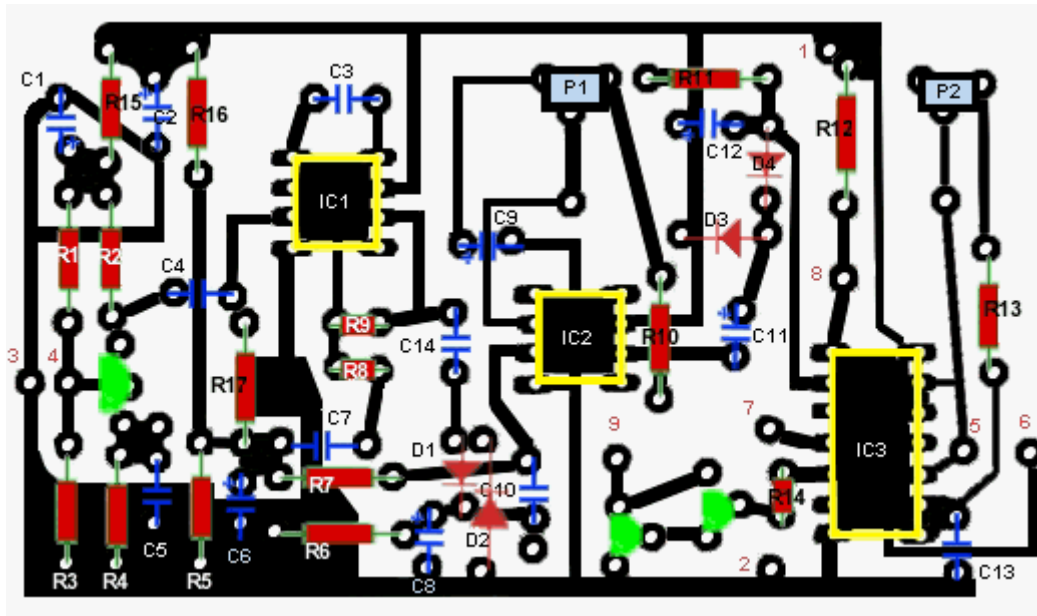 1
C1
C3
P1
R11
P2
R15
C2
R16
C12
R12
D4
IC1
D3
C9
R1
R2
C4
8
R13
R9
C14
IC2
R10
C11
3
4
R8
R17
C7
9
7
5
6
D1
IC3
R7
C10
R14
R6
D2
C5
C6
C8
2
C13
R3
R4
R5